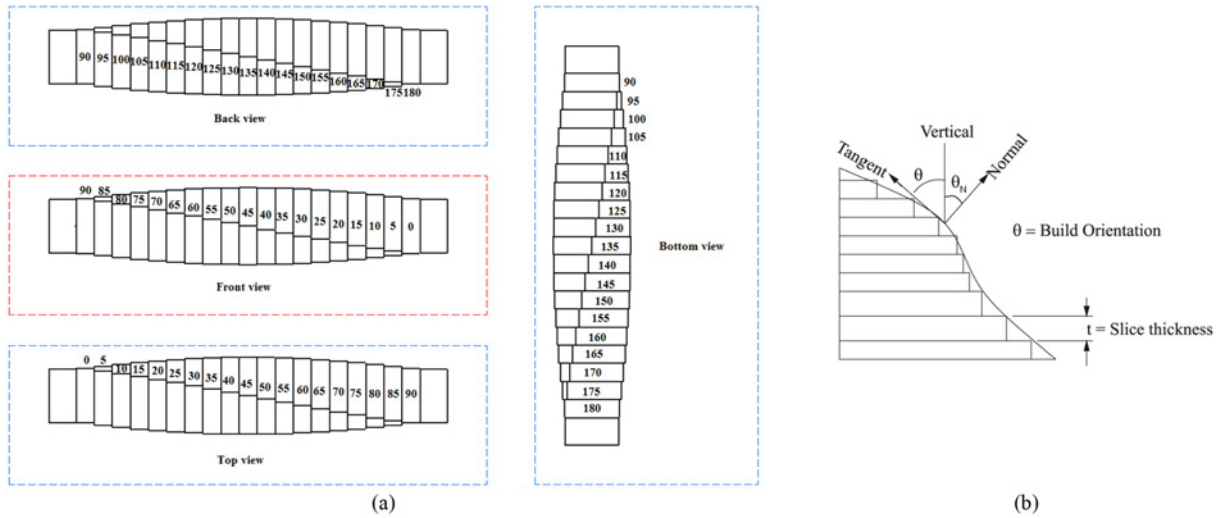 90 95 100 105 110 115 120 125 130 135 140 145 150 155 160 165 170 175 180
Back view
90 85 80 75 70 65 60 55 50 45 40 35 30 25 20 15 10 5 0
Front view
0 5 10 15 20 25 30 35 40 45 50 55 60 65 70 75 80 85 90
Top view
90
95
100
105
110
115
120
125
130
135
140
145
150
155
160
165
170
175
180
Bottom view
(a)
Vertical
Tangent
θ
θN
Normal
θ = Build Orientation
t = Slice thickness
(b)